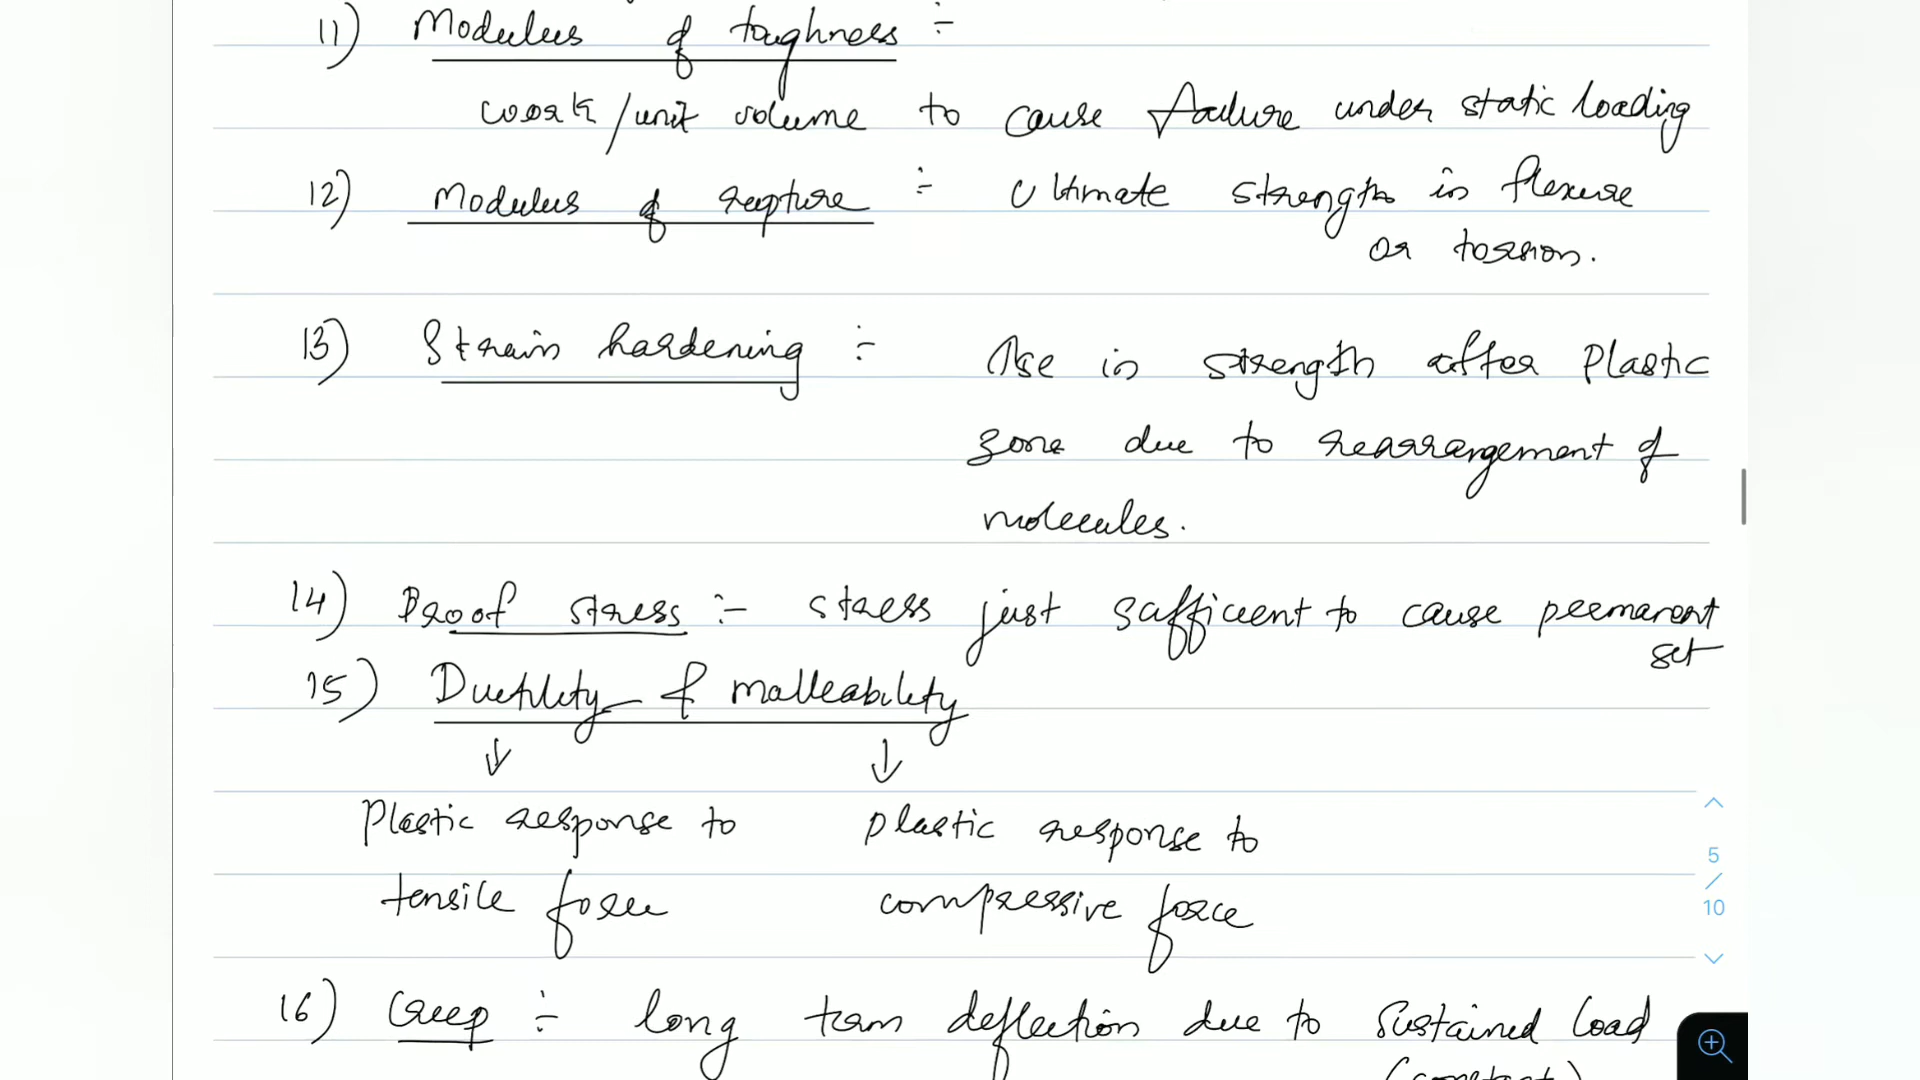 11) Modulus of toughness :-
work/unit volume to cause failure under static loading
12) Modulus of rupture :- Ultimate strength in flexure
or torsion.
13) Strain hardening :- Rise in strength after Plastic
zone due to rearrangement of
molecules.
14) Proof stress :- stress just sufficient to cause permanent
set
15) Ductility & malleability
↓ ↓
Plastic response to plastic response to
tensile force compressive force
16) Creep :- long term deflection due to sustained load
(constant)
5
/
10